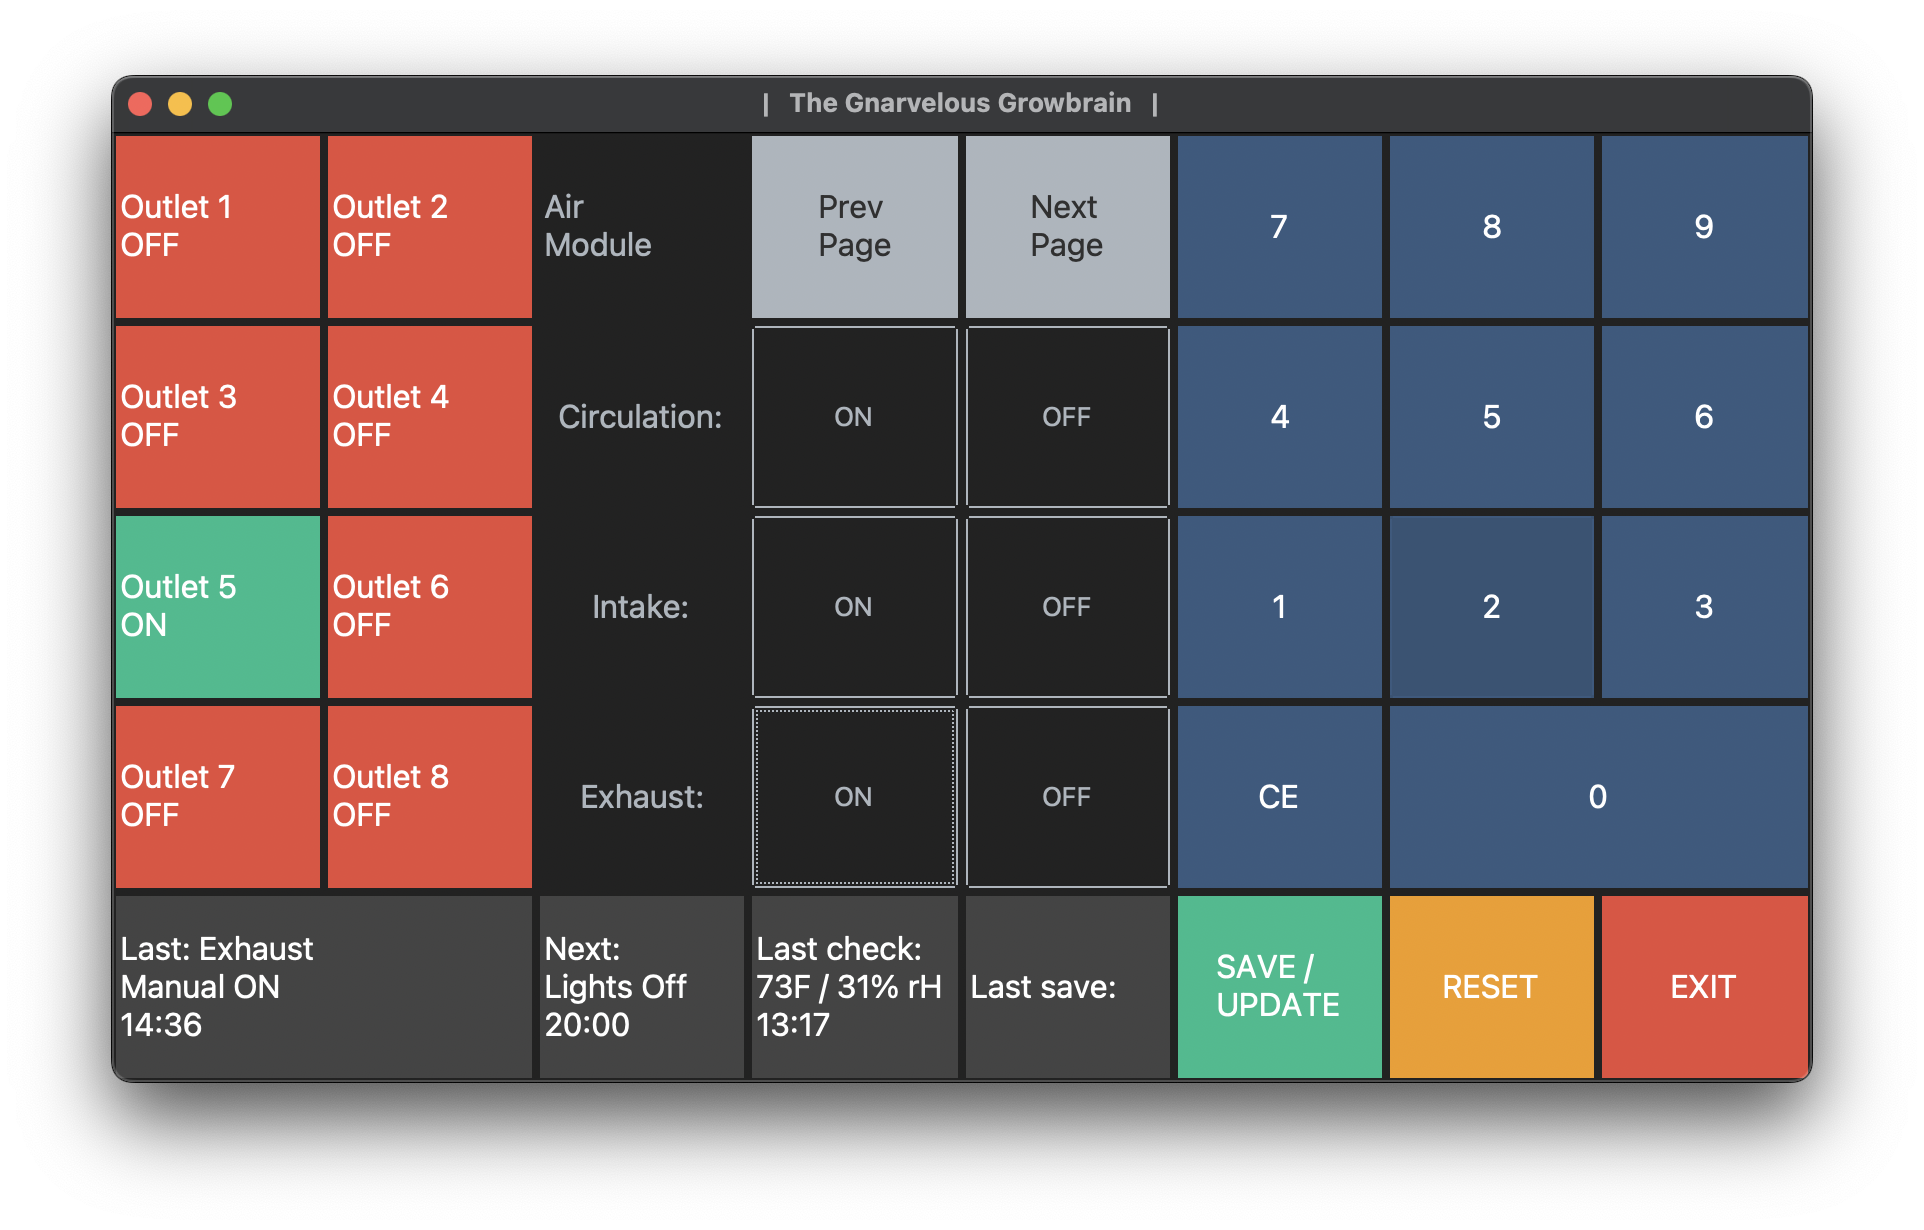 | The Gnarvelous Growbrain |
Outlet 1
OFF
Outlet 2
OFF
Air
Module
Prev
Page
Next
Page
7
8
9
Outlet 3
OFF
Outlet 4
OFF
Circulation:
ON
OFF
4
5
6
Outlet 5
ON
Outlet 6
OFF
Intake:
ON
OFF
1
2
3
Outlet 7
OFF
Outlet 8
OFF
Exhaust:
ON
OFF
CE
0
Last: Exhaust
Manual ON
14:36
Next:
Lights Off
20:00
Last check:
73F / 31% rH
13:17
Last save:
SAVE /
UPDATE
RESET
EXIT